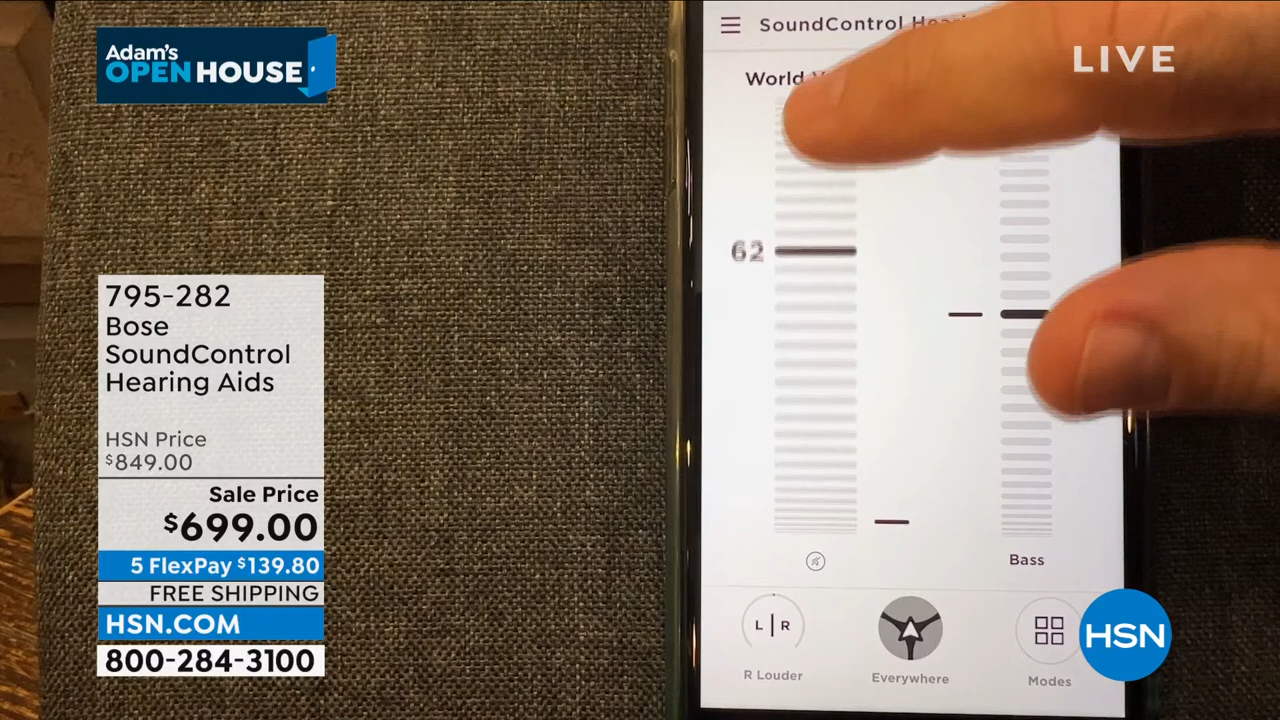 Adam's
OPEN HOUSE
LIVE
SoundControl
World
62
Bass
L | R
R Louder
Everywhere
Modes
HSN
795-282
Bose
SoundControl
Hearing Aids
HSN Price
$849.00
Sale Price
$699.00
5 FlexPay $139.80
FREE SHIPPING
HSN.COM
800-284-3100